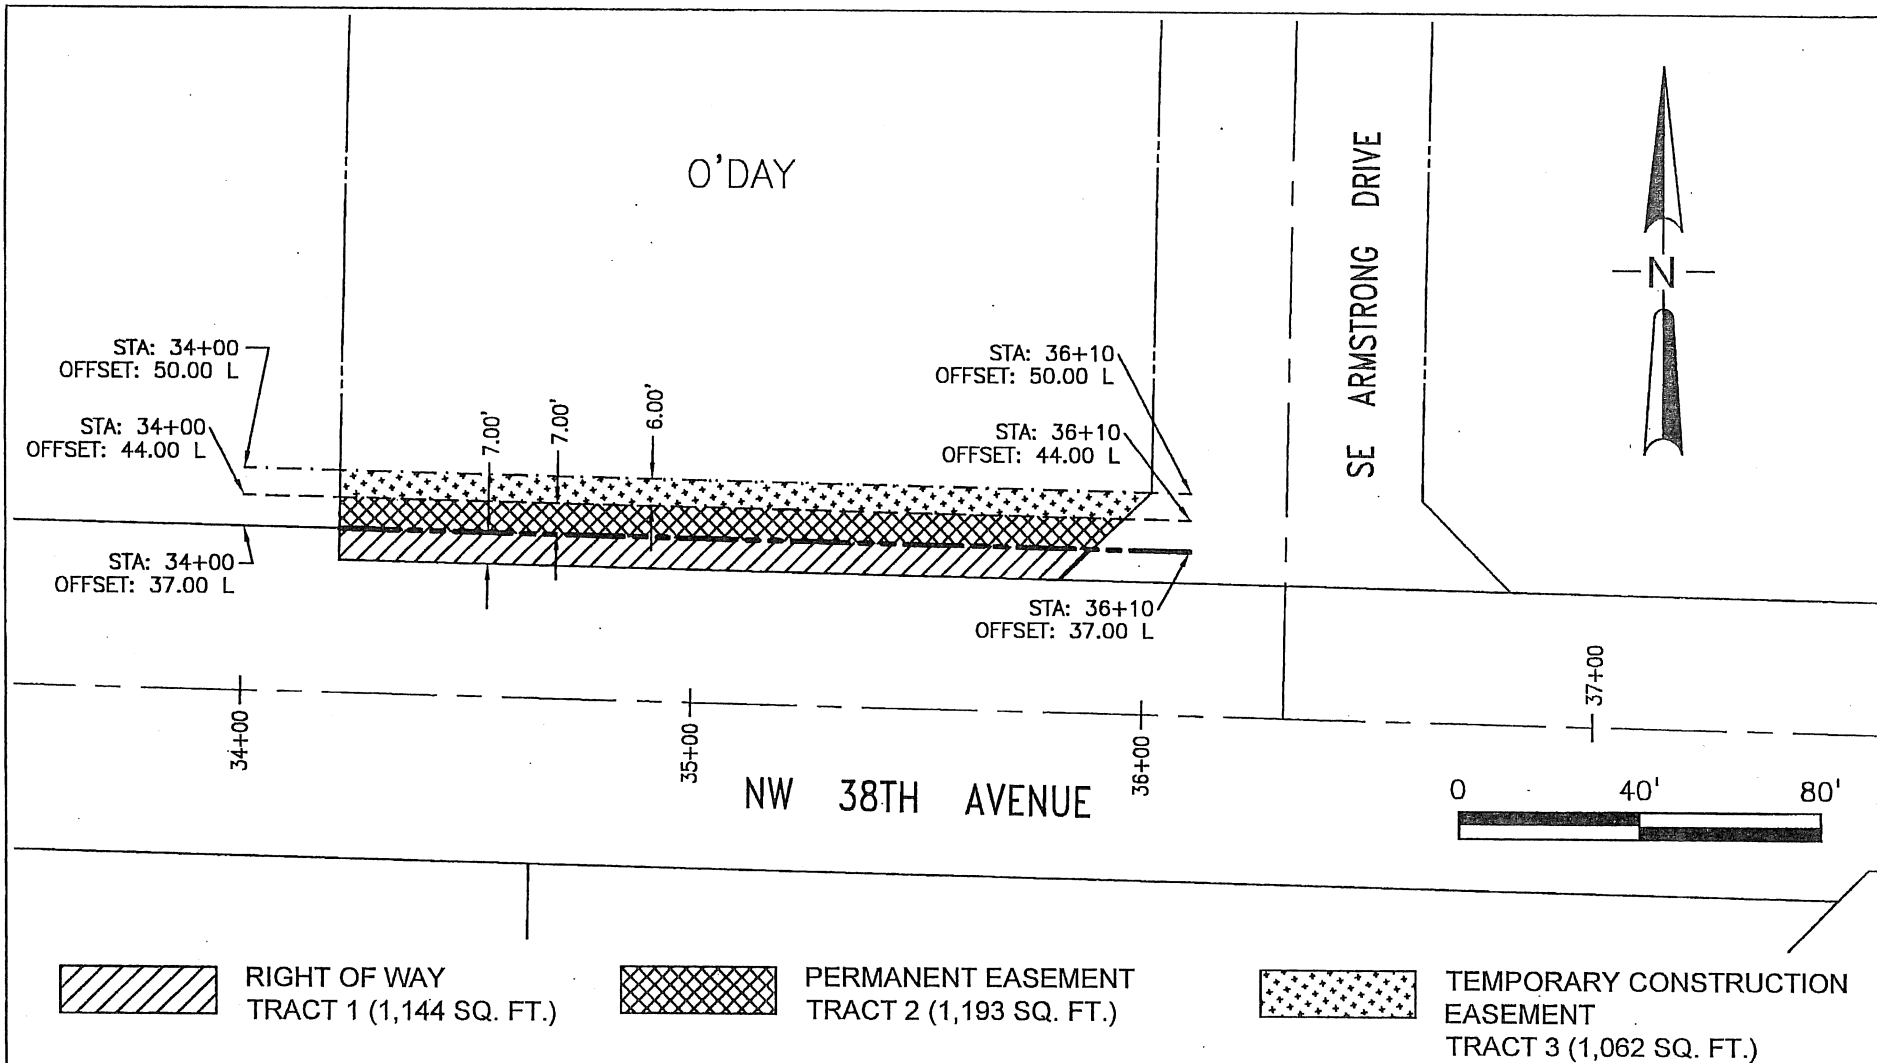 O'DAY
SE ARMSTRONG DRIVE
N
STA: 34+00
OFFSET: 50.00 L
STA: 34+00
OFFSET: 44.00 L
STA: 34+00
OFFSET: 37.00 L
7.00'
7.00'
6.00'
STA: 36+10
OFFSET: 50.00 L
STA: 36+10
OFFSET: 44.00 L
STA: 36+10
OFFSET: 37.00 L
34+00
35+00
36+00
37+00
NW 38TH AVENUE
0 40' 80'
RIGHT OF WAY
TRACT 1 (1,144 SQ. FT.)
PERMANENT EASEMENT
TRACT 2 (1,193 SQ. FT.)
TEMPORARY CONSTRUCTION
EASEMENT
TRACT 3 (1,062 SQ. FT.)